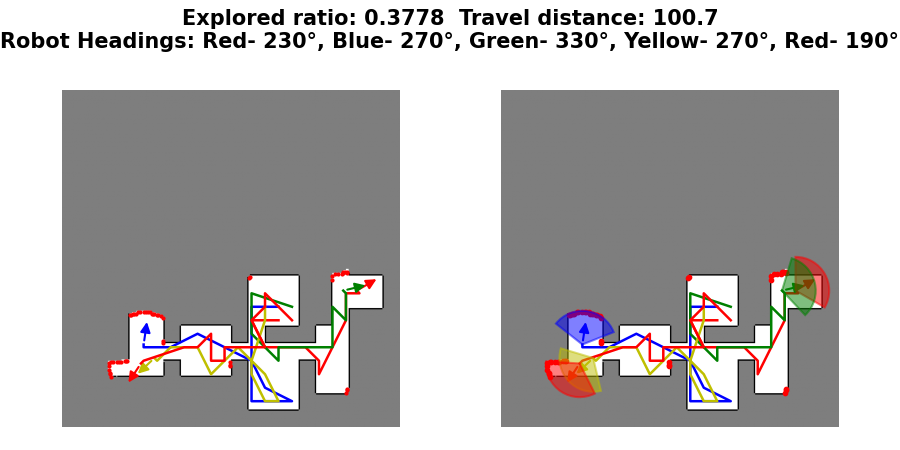 Explored ratio: 0.3778  Travel distance: 100.7
Robot Headings: Red- 230°, Blue- 270°, Green- 330°, Yellow- 270°, Red- 190°